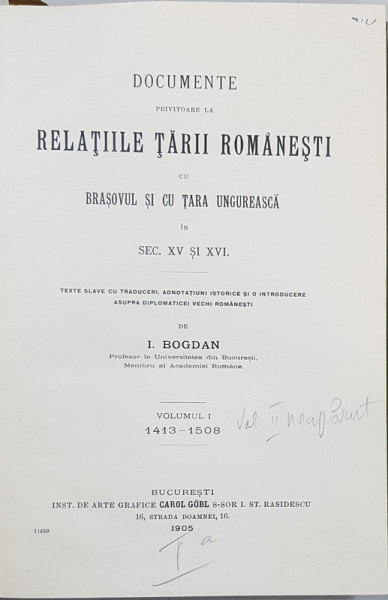 DOCUMENTE
PRIVITOARE LA
RELAŢIILE ŢĂRII ROMÂNEŞTI
CU
BRAŞOVUL ŞI CU ŢARA UNGUREASCĂ
ÎN
SEC. XV ŞI XVI.
TEXTE SLAVE CU TRADUCERI, ADNOTAŢIUNI ISTORICE ŞI O INTRODUCERE
ASUPRA DIPLOMATICEI VECHI ROMÂNEŞTI
DE
I. BOGDAN
Profesor la Universitatea din Bucureşti,
Membru al Academiei Române.
VOLUMUL I
1413–1508
Vol II neapărut
BUCUREŞTI
INST. DE ARTE GRAFICE CAROL GÖBL S-SOR I. ST. RASIDESCU
16, STRADA DOAMNEI, 16.
11459
1905
I a